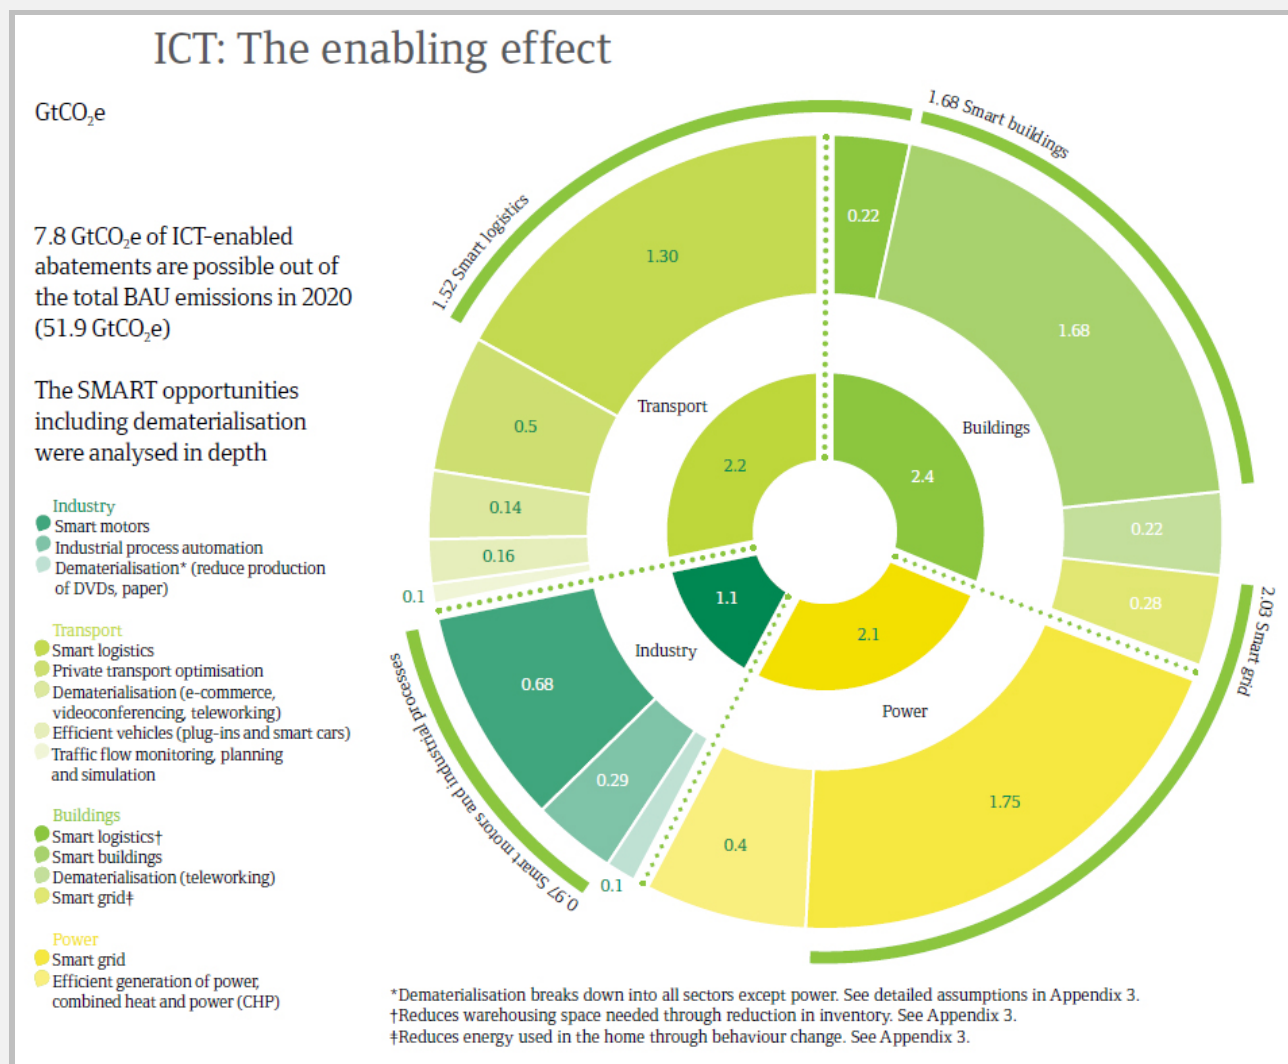 ICT: The enabling effect
GtCO₂e
7.8 GtCO₂e of ICT-enabled
abatements are possible out of
the total BAU emissions in 2020
(51.9 GtCO₂e)
The SMART opportunities
including dematerialisation
were analysed in depth
Industry
Smart motors
Industrial process automation
Dematerialisation* (reduce production
of DVDs, paper)
Transport
Smart logistics
Private transport optimisation
Dematerialisation (e-commerce,
videoconferencing, teleworking)
Efficient vehicles (plug-ins and smart cars)
Traffic flow monitoring, planning
and simulation
Buildings
Smart logistics†
Smart buildings
Dematerialisation (teleworking)
Smart grid‡
Power
Smart grid
Efficient generation of power,
combined heat and power (CHP)
1.52 Smart logistics
1.68 Smart buildings
2.03 Smart grid
0.97 Smart motors and industrial processes
1.30
0.5
0.14
0.16
0.1
Transport
2.2
0.22
1.68
0.22
0.28
Buildings
2.4
0.68
0.29
0.1
Industry
1.1
0.4
1.75
Power
2.1
*Dematerialisation breaks down into all sectors except power. See detailed assumptions in Appendix 3.
†Reduces warehousing space needed through reduction in inventory. See Appendix 3.
‡Reduces energy used in the home through behaviour change. See Appendix 3.